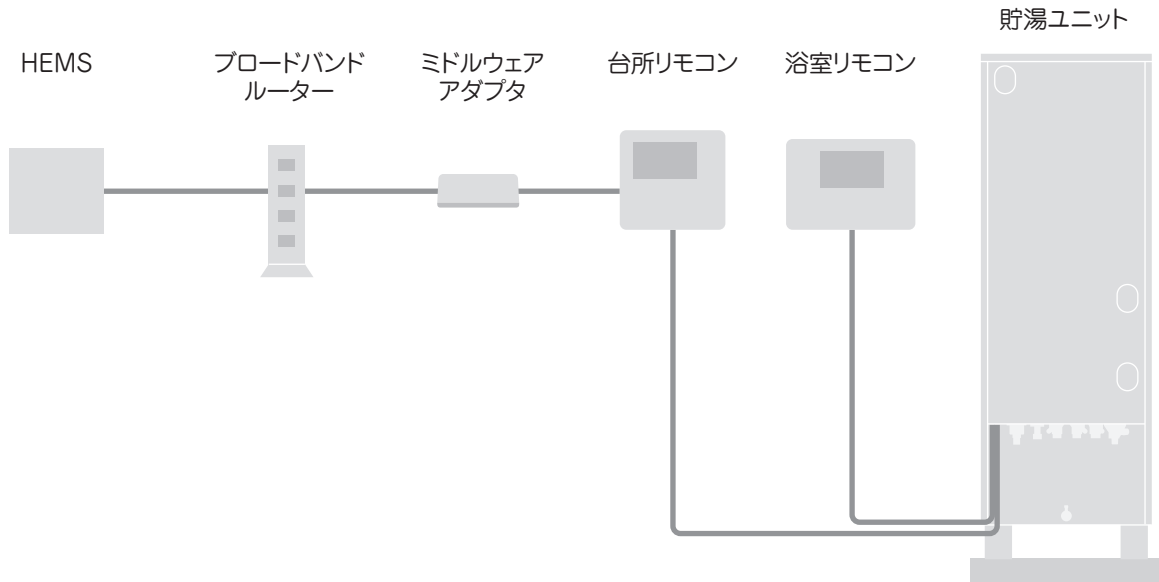 貯湯ユニット
HEMS
ブロードバンド
ルーター
ミドルウェア
アダプタ
台所リモコン
浴室リモコン